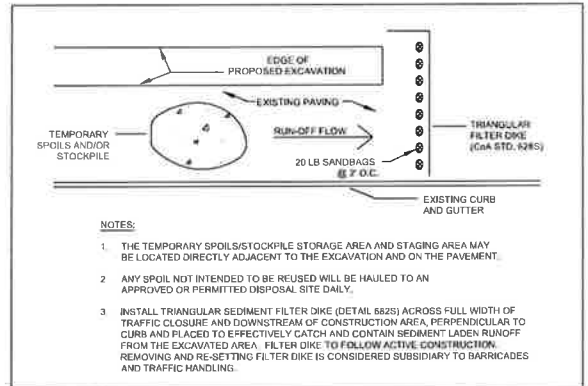 EDGE OF
PROPOSED EXCAVATION
EXISTING PAVING
TEMPORARY
SPOILS AND/OR
STOCKPILE
RUN-OFF FLOW
TRIANGULAR
FILTER DIKE
(CoA STD. 628S)
20 LB SANDBAGS
@ 2' O.C.
EXISTING CURB
AND GUTTER
NOTES:
1. THE TEMPORARY SPOILS/STOCKPILE STORAGE AREA AND STAGING AREA MAY
BE LOCATED DIRECTLY ADJACENT TO THE EXCAVATION AND ON THE PAVEMENT.
2 ANY SPOIL NOT INTENDED TO BE REUSED WILL BE HAULED TO AN
APPROVED OR PERMITTED DISPOSAL SITE DAILY.
3. INSTALL TRIANGULAR SEDIMENT FILTER DIKE (DETAIL 682S) ACROSS FULL WIDTH OF
TRAFFIC CLOSURE AND DOWNSTREAM OF CONSTRUCTION AREA, PERPENDICULAR TO
CURB AND PLACED TO EFFECTIVELY CATCH AND CONTAIN SEDIMENT LADEN RUNOFF
FROM THE EXCAVATED AREA. FILTER DIKE TO FOLLOW ACTIVE CONSTRUCTION.
REMOVING AND RE-SETTING FILTER DIKE IS CONSIDERED SUBSIDIARY TO BARRICADES
AND TRAFFIC HANDLING.